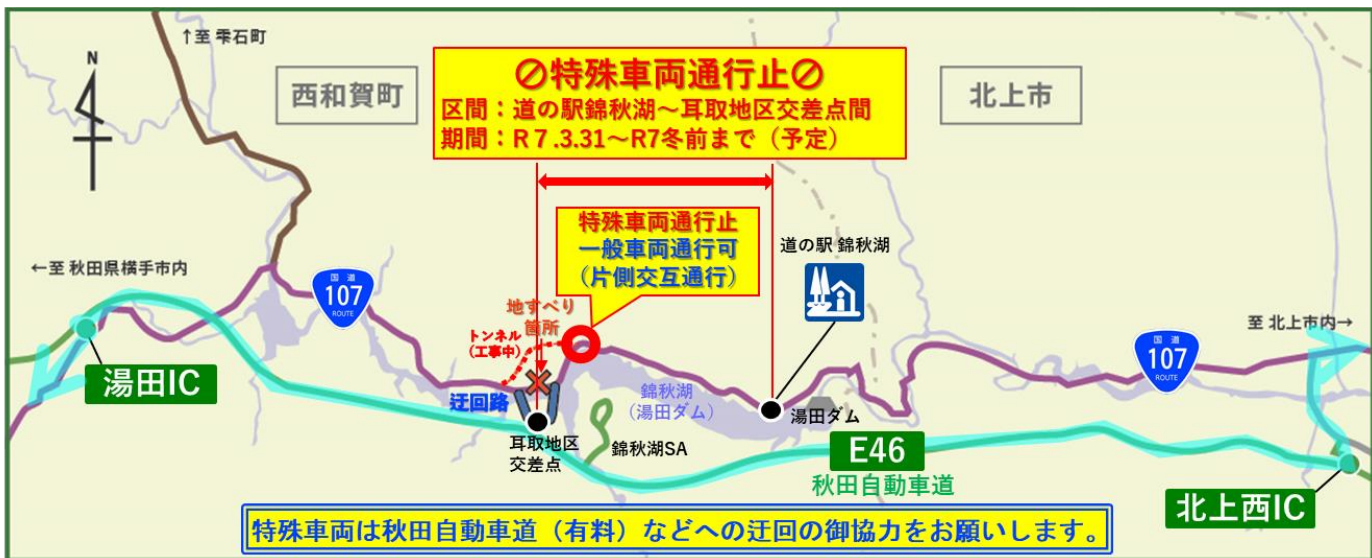 ↑至 雫石町
N
西和賀町
⊘特殊車両通行止⊘
区間：道の駅錦秋湖～耳取地区交差点間
期間：R７.3.31～R7冬前まで（予定）
北上市
特殊車両通行止
一般車両通行可
（片側交互通行）
道の駅 錦秋湖
←至 秋田県横手市内
国道
107
ROUTE
地すべり
箇所
トンネル
（工事中）
至 北上市内→
国道
107
ROUTE
湯田IC
迂回路
錦秋湖
（湯田ダム）
湯田ダム
耳取地区
交差点
錦秋湖SA
E46
秋田自動車道
北上西IC
特殊車両は秋田自動車道（有料）などへの迂回の御協力をお願いします。